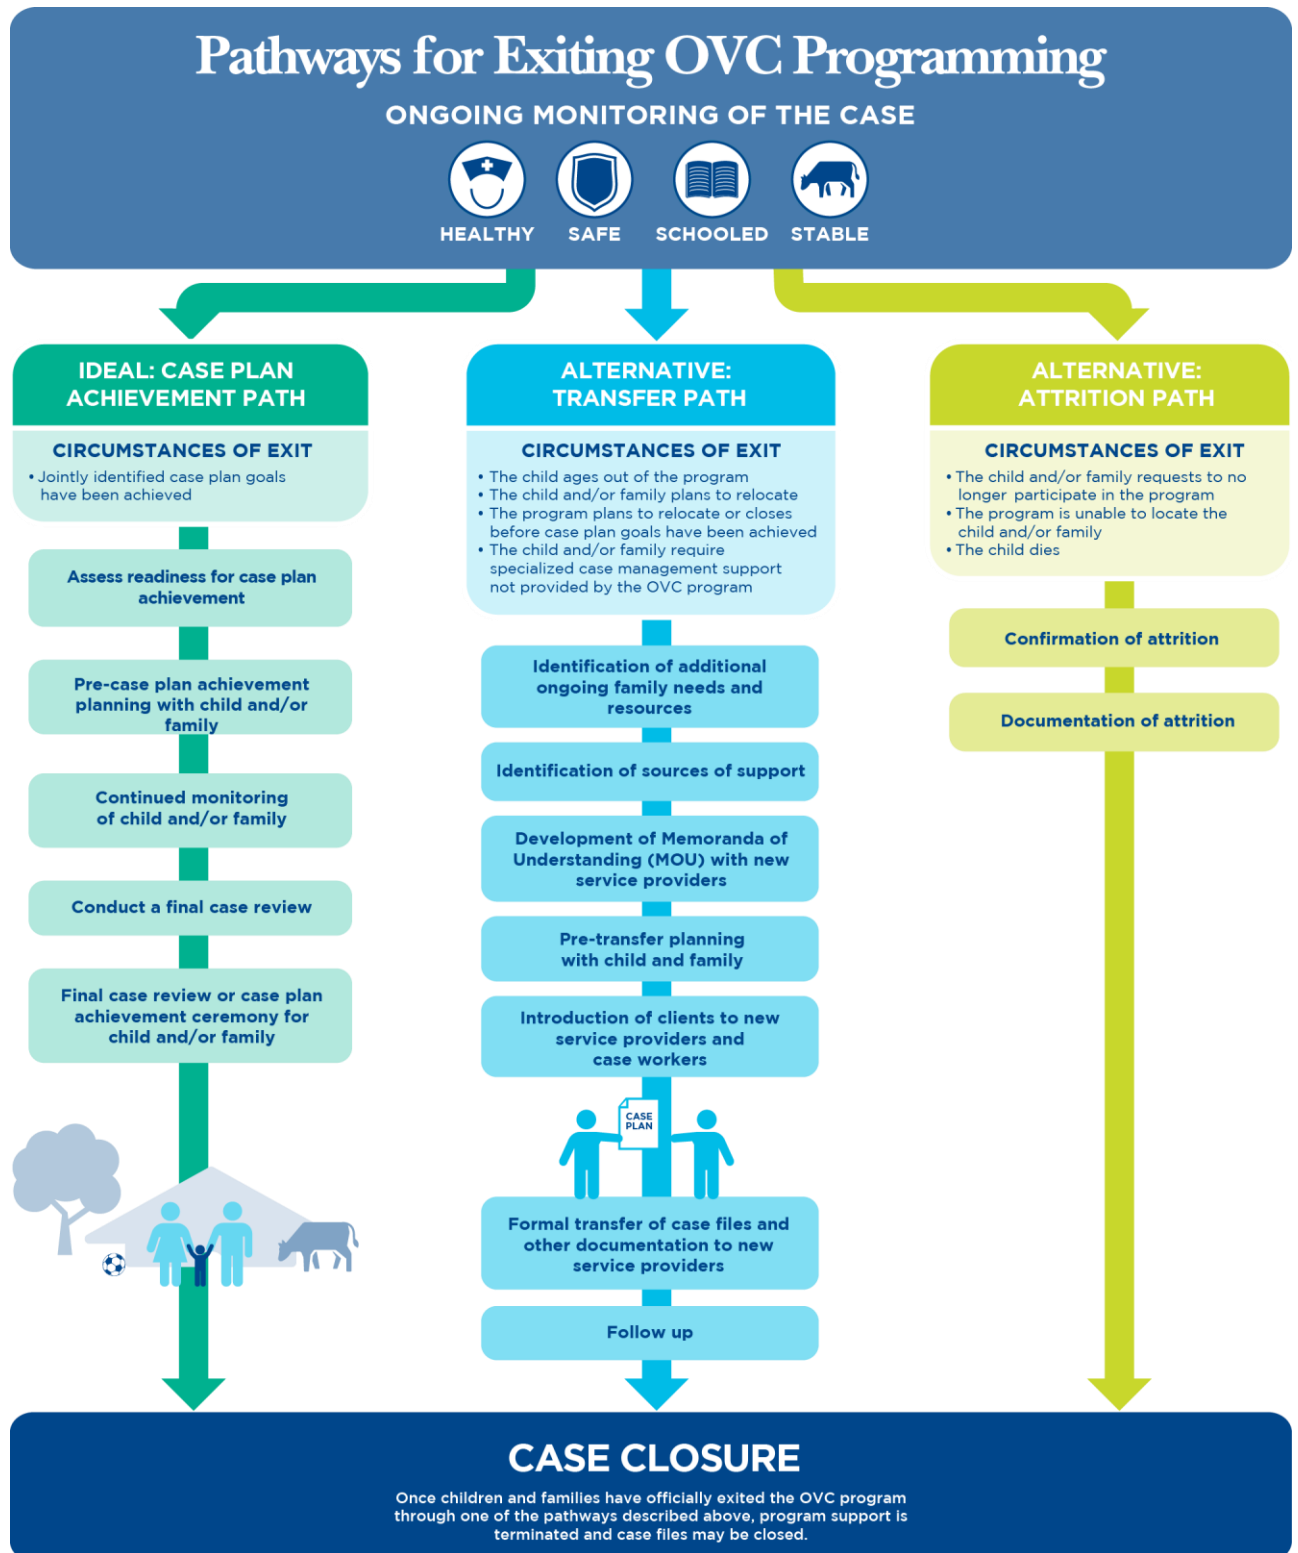 Pathways for Exiting OVC Programming
ONGOING MONITORING OF THE CASE
HEALTHY SAFE SCHOOLED STABLE
IDEAL: CASE PLAN
ACHIEVEMENT PATH
CIRCUMSTANCES OF EXIT
• Jointly identified case plan goals
have been achieved
Assess readiness for case plan
achievement
Pre-case plan achievement
planning with child and/or
family
Continued monitoring
of child and/or family
Conduct a final case review
Final case review or case plan
achievement ceremony for
child and/or family
ALTERNATIVE:
TRANSFER PATH
CIRCUMSTANCES OF EXIT
• The child ages out of the program
• The child and/or family plans to relocate
• The program plans to relocate or closes
before case plan goals have been achieved
• The child and/or family require
specialized case management support
not provided by the OVC program
Identification of additional
ongoing family needs and
resources
Identification of sources of support
Development of Memoranda of
Understanding (MOU) with new
service providers
Pre-transfer planning
with child and family
Introduction of clients to new
service providers and
case workers
CASE
PLAN
Formal transfer of case files and
other documentation to new
service providers
Follow up
ALTERNATIVE:
ATTRITION PATH
CIRCUMSTANCES OF EXIT
• The child and/or family requests to no
longer participate in the program
• The program is unable to locate the
child and/or family
• The child dies
Confirmation of attrition
Documentation of attrition
CASE CLOSURE
Once children and families have officially exited the OVC program
through one of the pathways described above, program support is
terminated and case files may be closed.